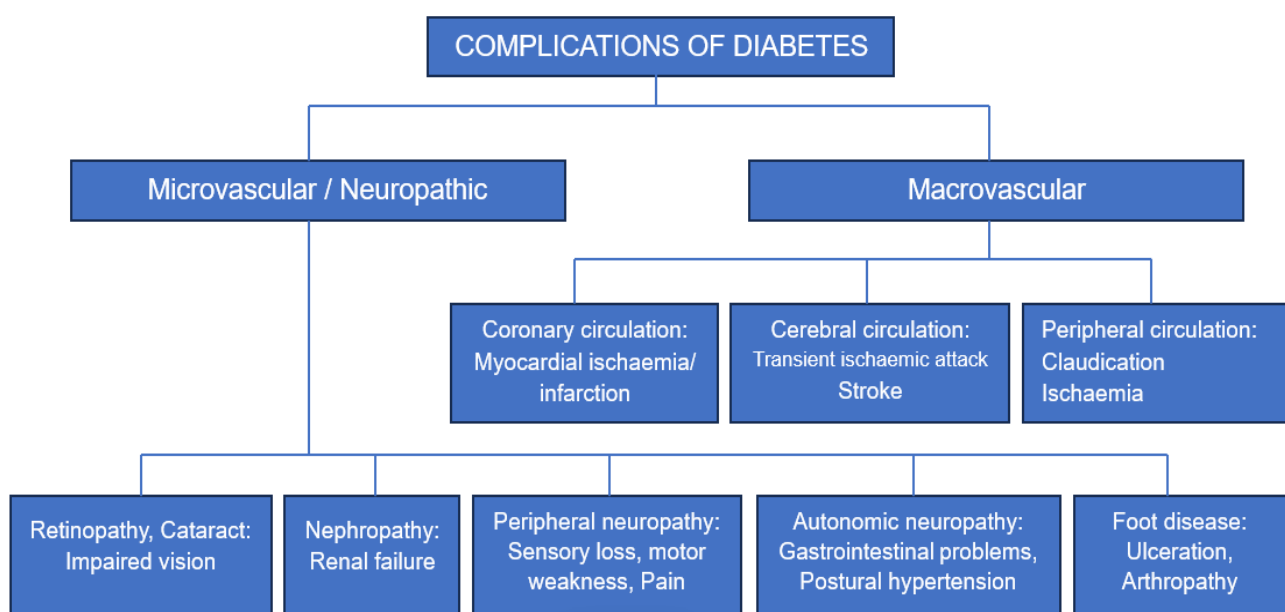 COMPLICATIONS OF DIABETES
Microvascular / Neuropathic
Macrovascular
Coronary circulation:
Myocardial ischaemia/
infarction
Cerebral circulation:
Transient ischaemic attack
Stroke
Peripheral circulation:
Claudication
Ischaemia
Retinopathy, Cataract:
Impaired vision
Nephropathy:
Renal failure
Peripheral neuropathy:
Sensory loss, motor
weakness, Pain
Autonomic neuropathy:
Gastrointestinal problems,
Postural hypertension
Foot disease:
Ulceration,
Arthropathy